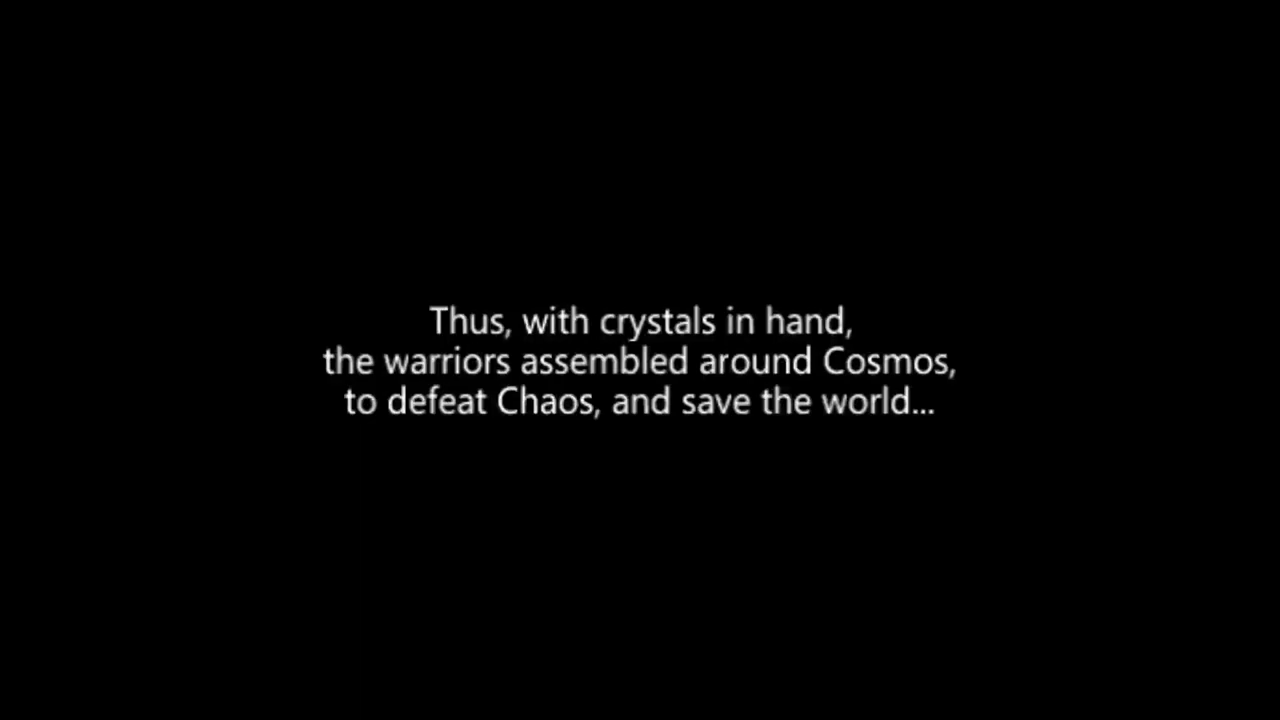 Thus, with crystals in hand,
the warriors assembled around Cosmos,
to defeat Chaos, and save the world...